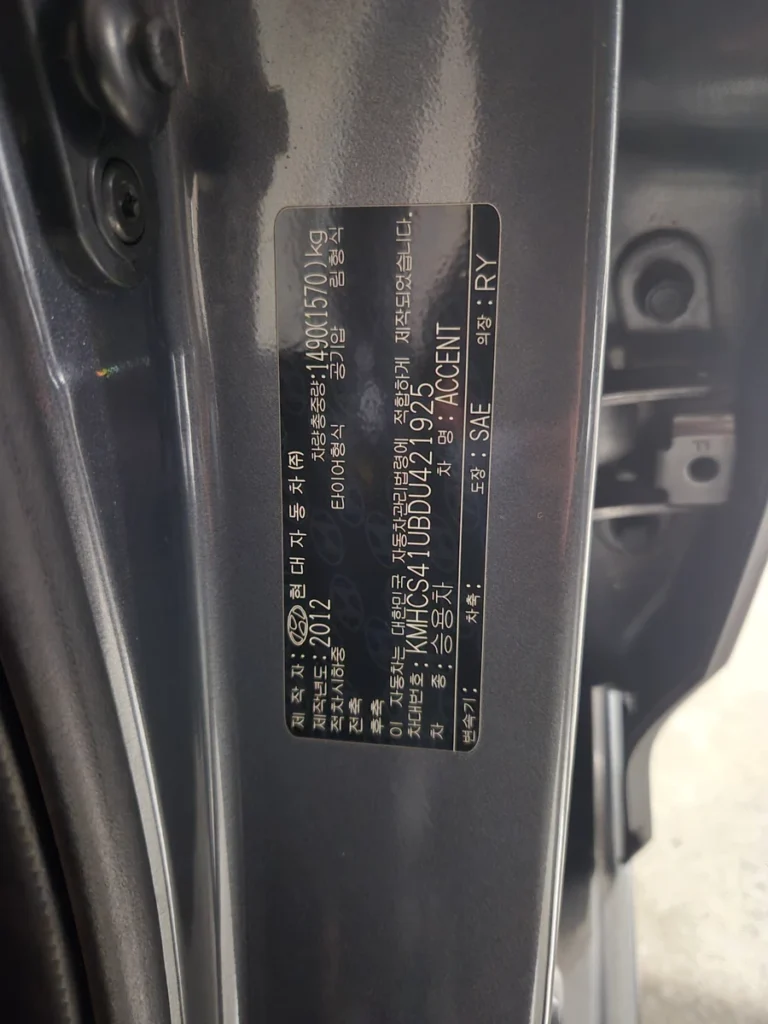 제 작 자: 현 대 자 동 차 (주)
제작년도: 2012 차량총중량: 1490(1570)kg
적차시하중 타이어형식 공기압 림형식
전축
후축
이 자동차는 대한민국 자동차관리법령에 적합하게 제작되었습니다.
차대번호: KMHCS41UBDU421925
차 종: 승용차 차 명: ACCENT
변속기: 차축: 도장: SAE 의장: RY
F